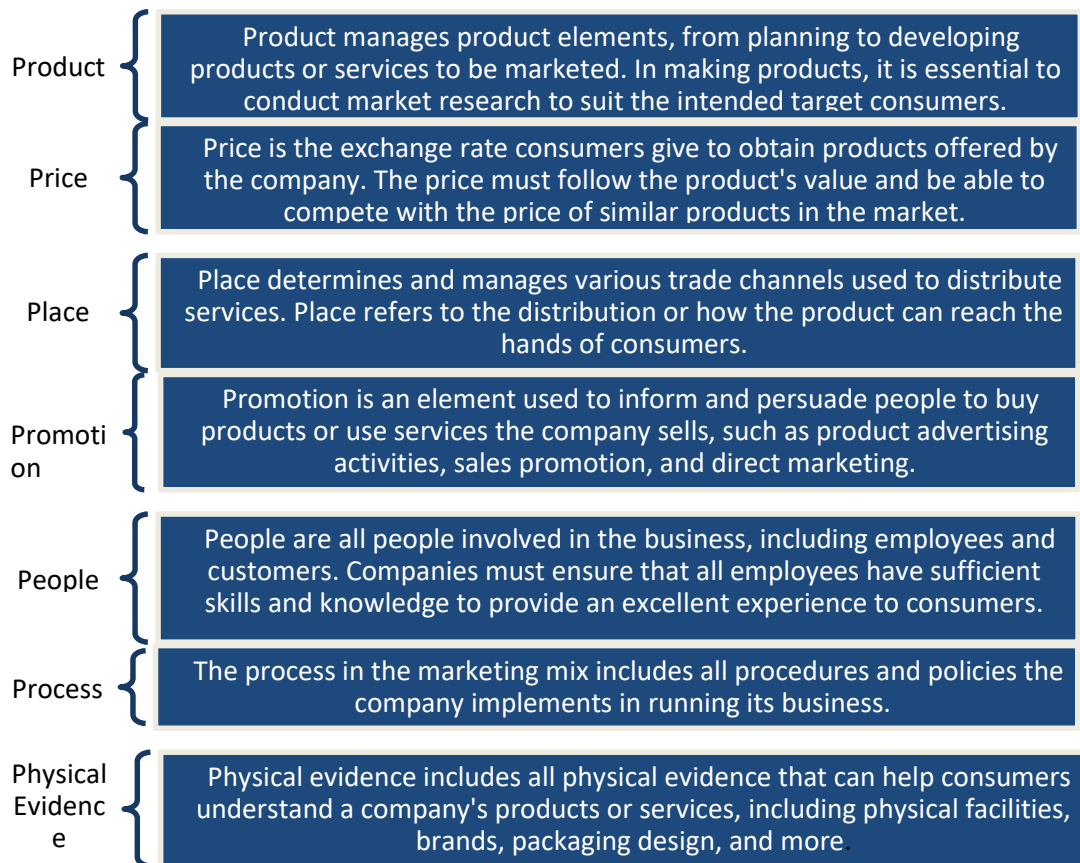 Product
Product manages product elements, from planning to developing
products or services to be marketed. In making products, it is essential to
conduct market research to suit the intended target consumers.
Price
Price is the exchange rate consumers give to obtain products offered by
the company. The price must follow the product's value and be able to
compete with the price of similar products in the market.
Place
Place determines and manages various trade channels used to distribute
services. Place refers to the distribution or how the product can reach the
hands of consumers.
Promoti
on
Promotion is an element used to inform and persuade people to buy
products or use services the company sells, such as product advertising
activities, sales promotion, and direct marketing.
People
People are all people involved in the business, including employees and
customers. Companies must ensure that all employees have sufficient
skills and knowledge to provide an excellent experience to consumers.
Process
The process in the marketing mix includes all procedures and policies the
company implements in running its business.
Physical
Evidenc
e
Physical evidence includes all physical evidence that can help consumers
understand a company's products or services, including physical facilities,
brands, packaging design, and more.